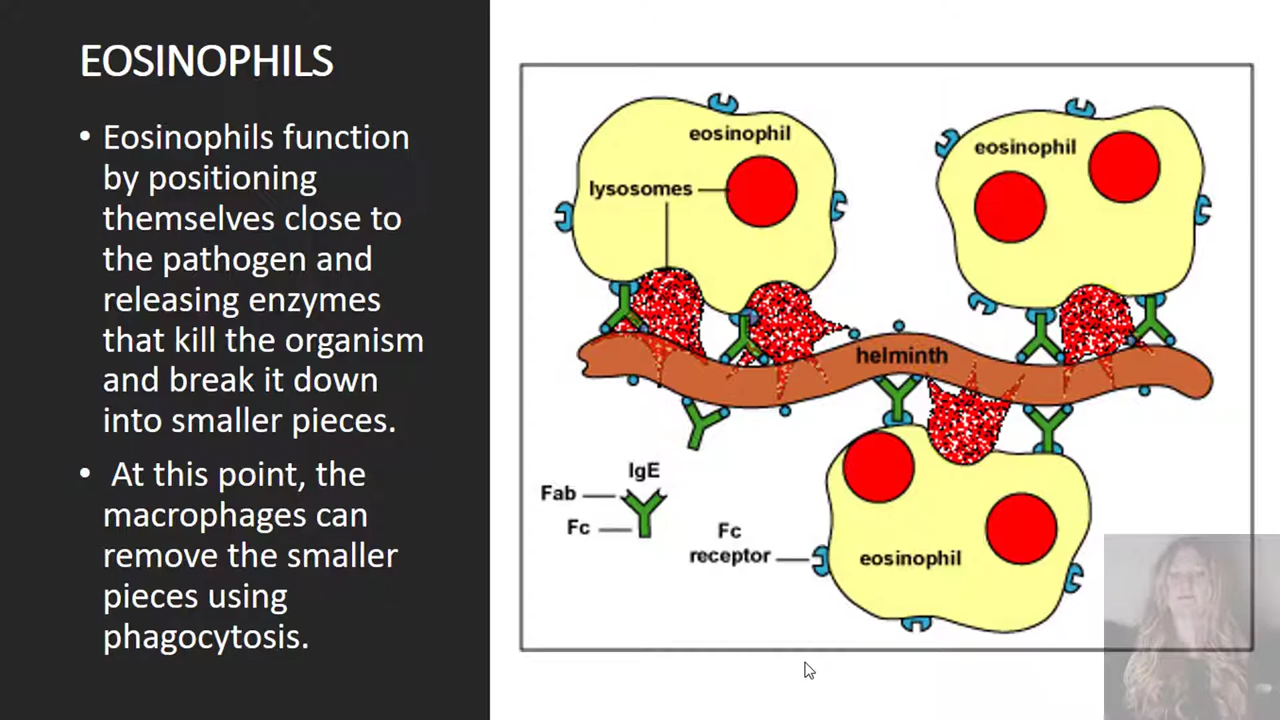 EOSINOPHILS
• Eosinophils function
by positioning
themselves close to
the pathogen and
releasing enzymes
that kill the organism
and break it down
into smaller pieces.
• At this point, the
macrophages can
remove the smaller
pieces using
phagocytosis.
eosinophil
lysosomes
eosinophil
helminth
IgE
Fab
Fc
Fc
receptor
eosinophil